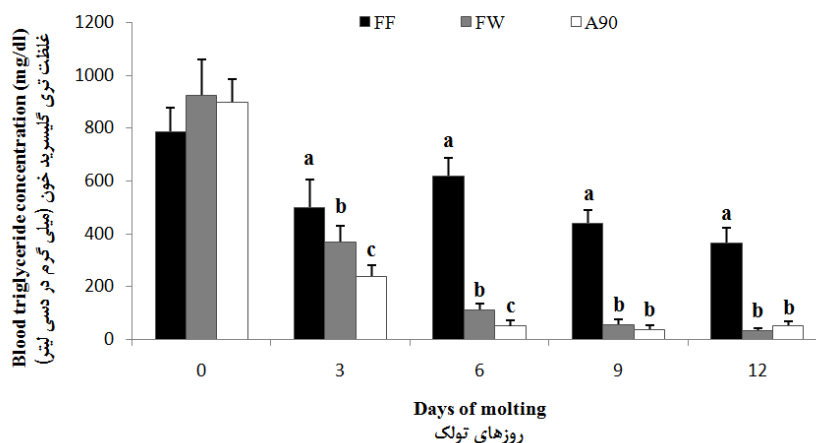 FF FW A90
Blood triglyceride concentration (mg/dl)
غلظت تری گلیسرید خون (میلی گرم در دسی لیتر)
1200
1000
800
600
400
200
0
a b c
a b c
a b b
a b b
0 3 6 9 12
Days of molting
روزهای تولک